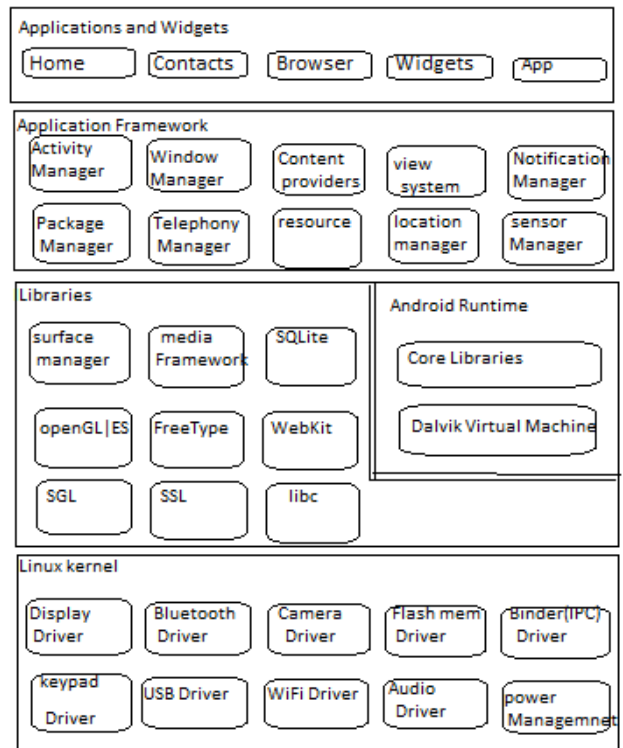 Applications and Widgets
Home
Contacts
Browser
Widgets
App
Application Framework
Activity
Manager
Window
Manager
Content
providers
view
system
Notification
Manager
Package
Manager
Telephony
Manager
resource
location
manager
sensor
Manager
Libraries
surface
manager
media
Framework
SQLite
openGL|ES
FreeType
WebKit
SGL
SSL
libc
Android Runtime
Core Libraries
Dalvik Virtual Machine
Linux kernel
Display
Driver
Bluetooth
Driver
Camera
Driver
Flash mem
Driver
Binder(IPC)
Driver
keypad
Driver
USB Driver
WiFi Driver
Audio
Driver
power
Managemnet